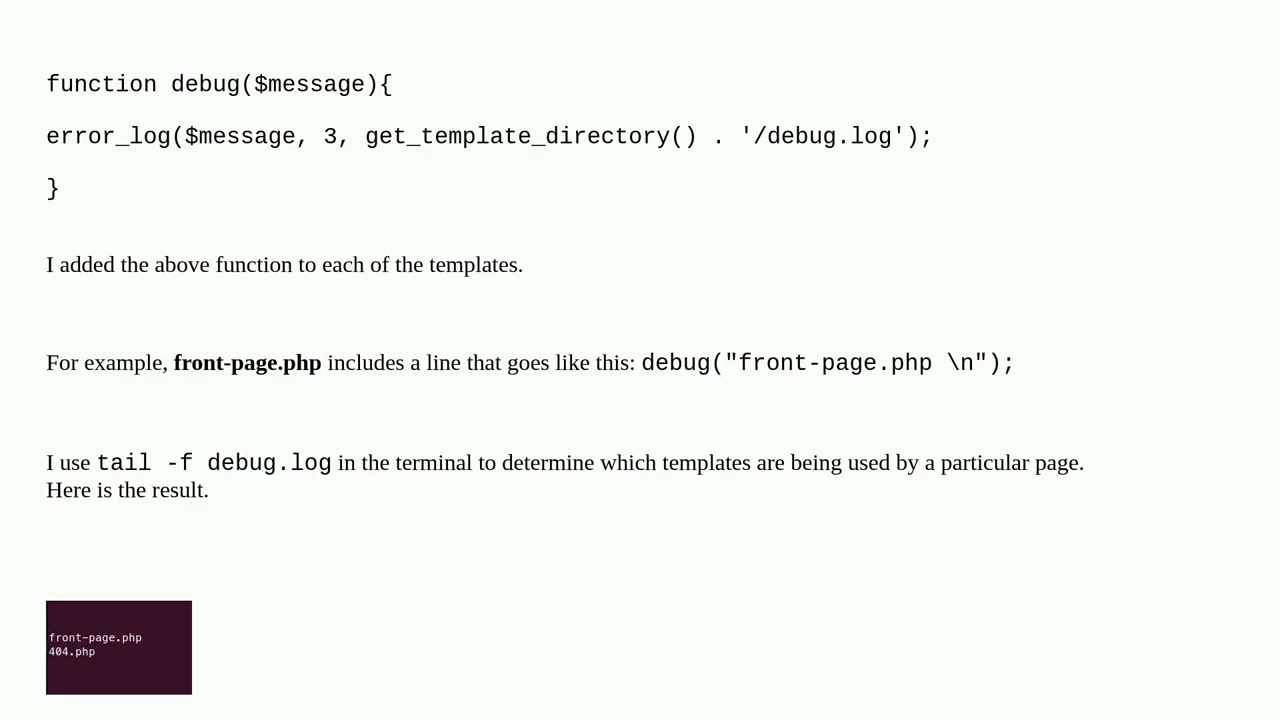 function debug($message){
error_log($message, 3, get_template_directory() . '/debug.log');
}
I added the above function to each of the templates.
For example, front-page.php includes a line that goes like this: debug("front-page.php \n");
I use tail -f debug.log in the terminal to determine which templates are being used by a particular page.
Here is the result.
front-page.php
404.php